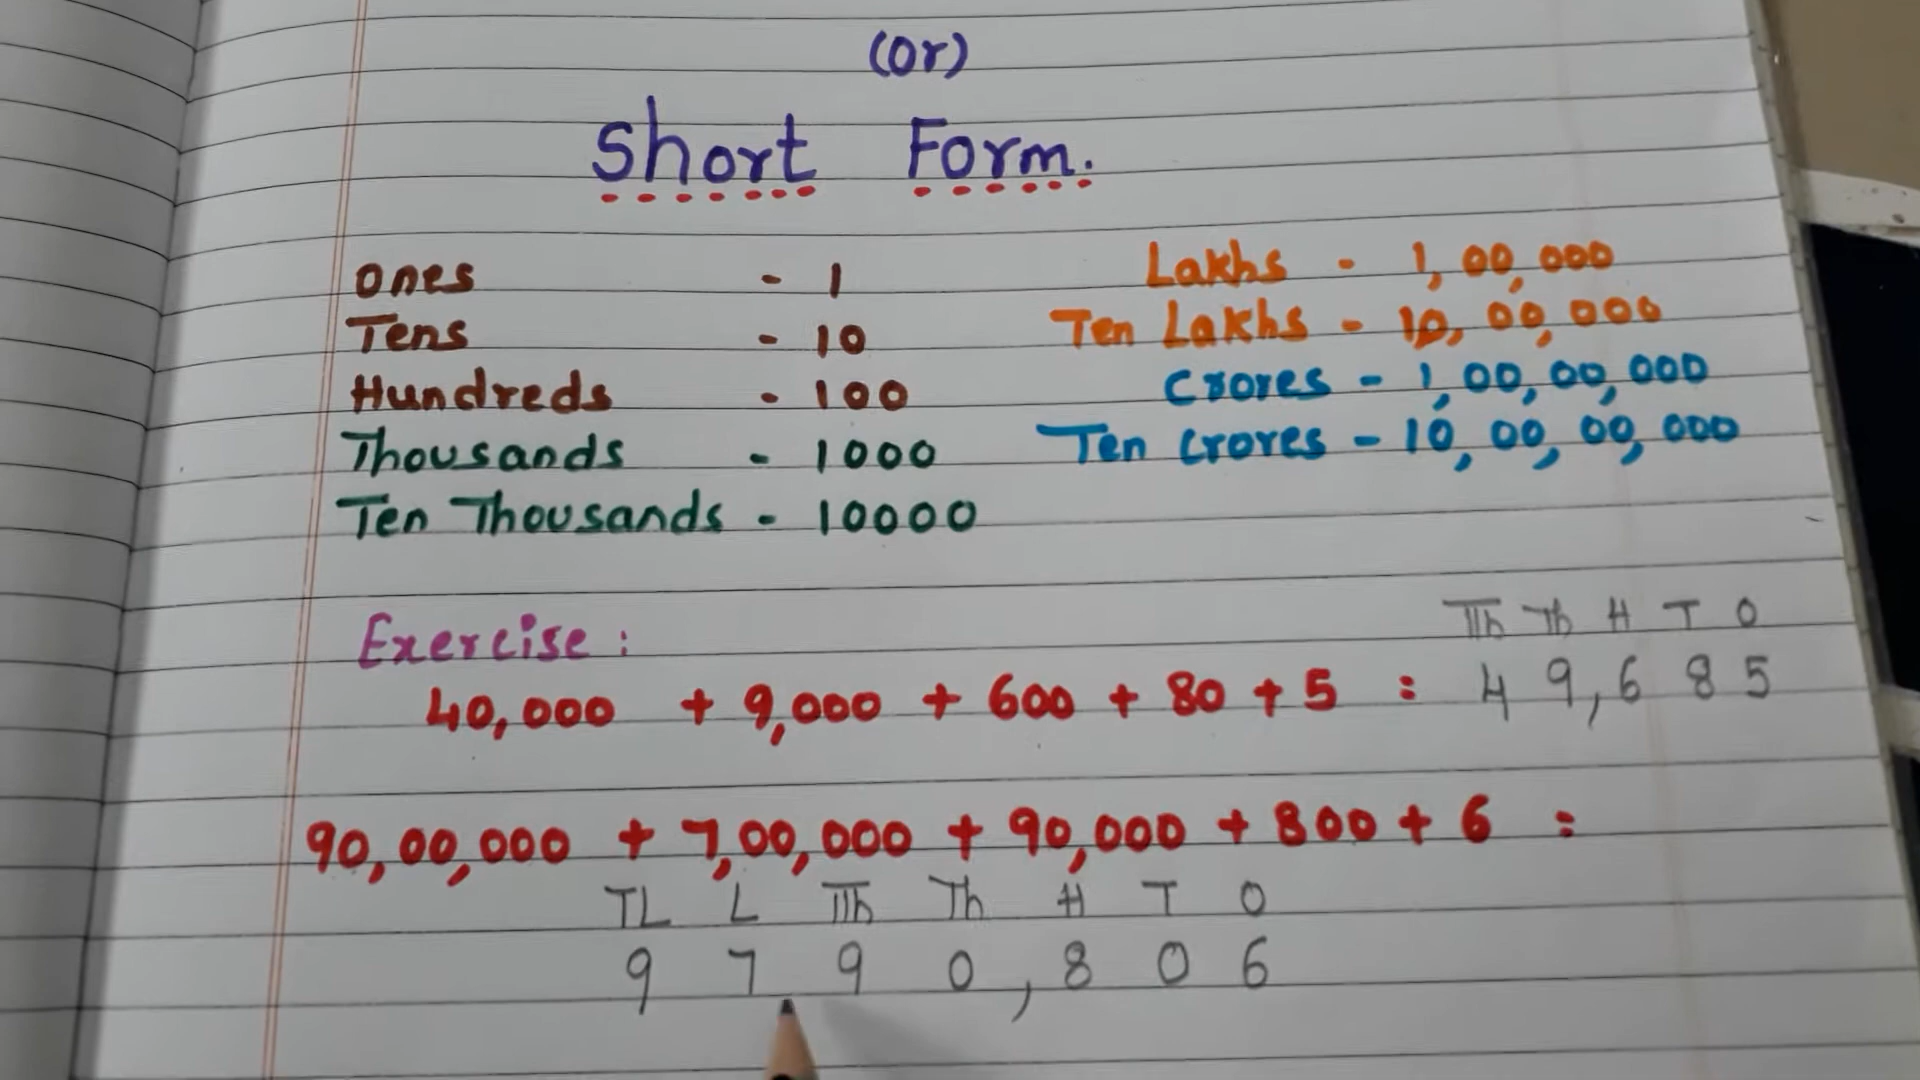 (or)
Short Form.
Ones - 1
Tens - 10
Hundreds - 100
Thousands - 1000
Ten Thousands - 10000
Lakhs - 1,00,000
Ten Lakhs - 10,00,000
Crores - 1,00,00,000
Ten Crores - 10,00,00,000
Exercise:
TTh Th H T O
40,000 + 9,000 + 600 + 80 + 5 = 49,685
90,00,000 + 7,00,000 + 90,000 + 800 + 6 =
TL L TTh Th H T O
9 7 9 0, 8 0 6